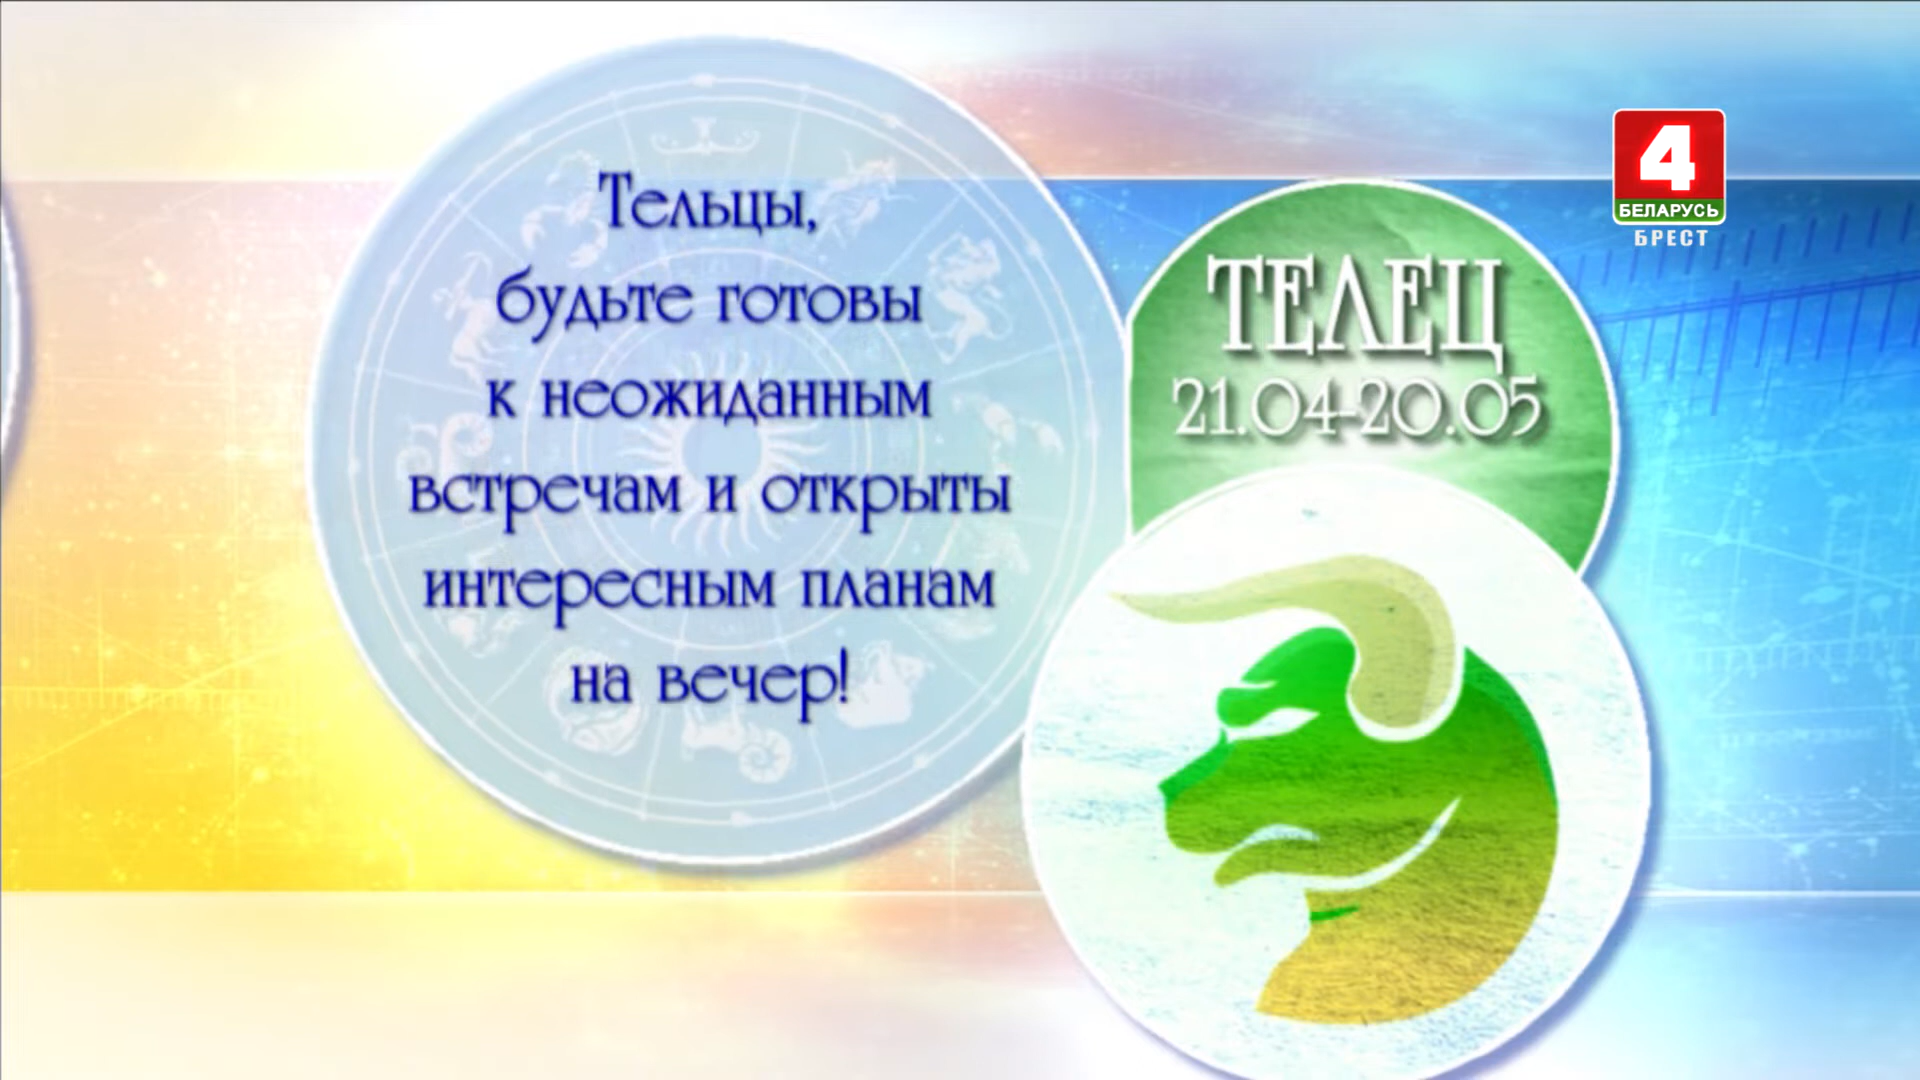 Тельцы,
будьте готовы
к неожиданным
встречам и открыты
интересным планам
на вечер!
ТЕЛЕЦ
21.04-20.05
4
БЕЛАРУСЬ
БРЕСТ